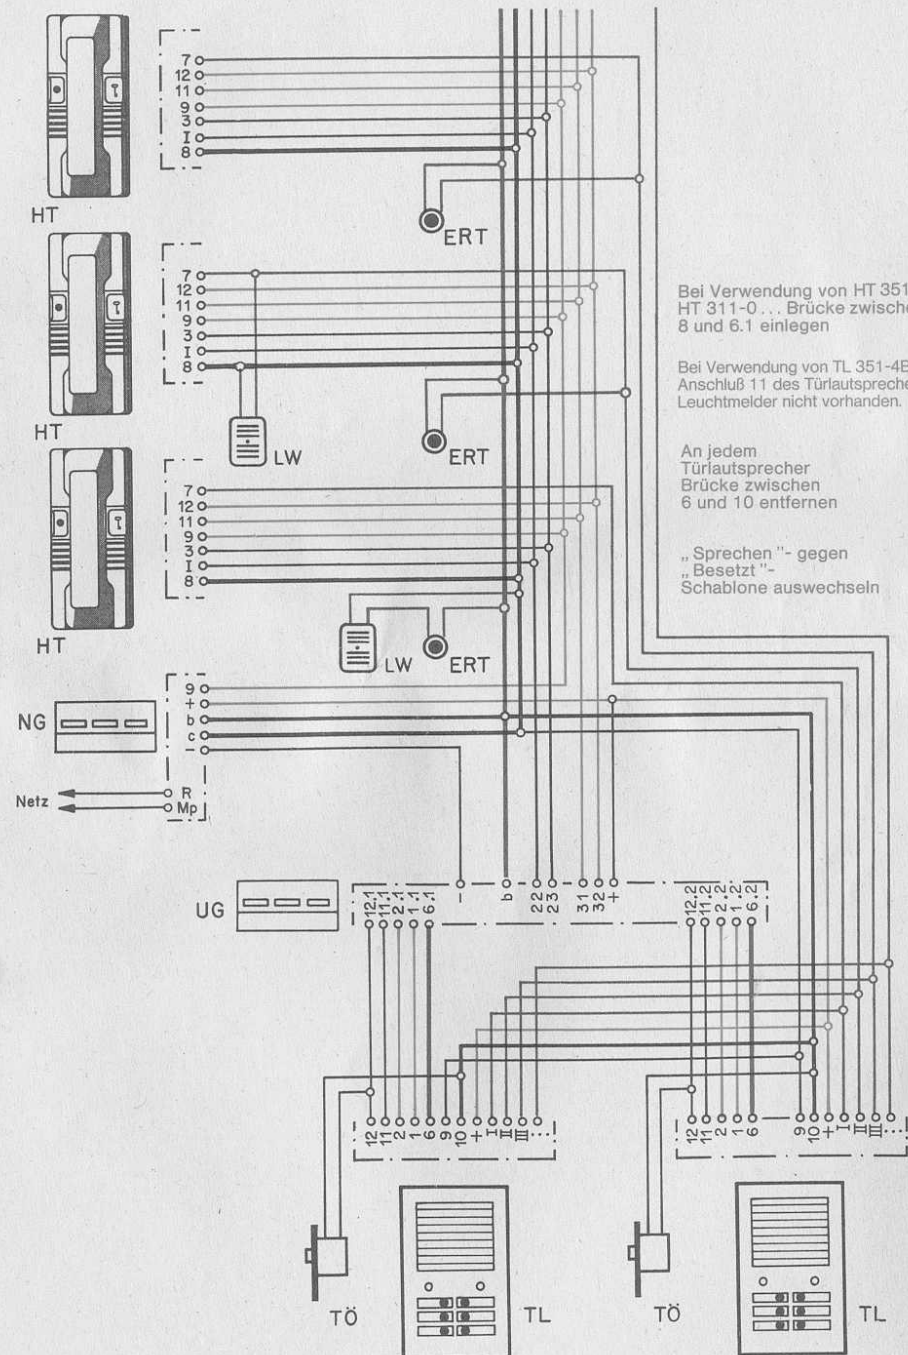 7
12
11
9
3
I
8
HT
ERT
7
12
11
9
3
I
8
HT
LW
ERT
Bei Verwendung von HT 351
HT 311-0 ... Brücke zwische
8 und 6.1 einlegen
Bei Verwendung von TL 351-4E
Anschluß 11 des Türlautspreche
Leuchtmelder nicht vorhanden.
An jedem
Türlautsprecher
Brücke zwischen
6 und 10 entfernen
„Sprechen"- gegen
„Besetzt"-
Schablone auswechseln
7
12
11
9
3
I
8
HT
LW
ERT
NG
9
+
b
c
-
Netz
R
Mp
UG
12.1 11.1 2.1 1.1 6.1 - b 22 23 31 32 + 12.2 11.2 2.2 1.2 6.2
12 11 2 1 6 9 10 + I II III ...
12 11 2 1 6 9 10 + I II III ...
TÖ TL TÖ TL